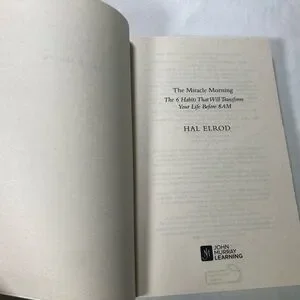 The Miracle Morning
The 6 Habits That Will Transform
Your Life Before 8AM
HAL ELROD
JOHN
MURRAY
LEARNING